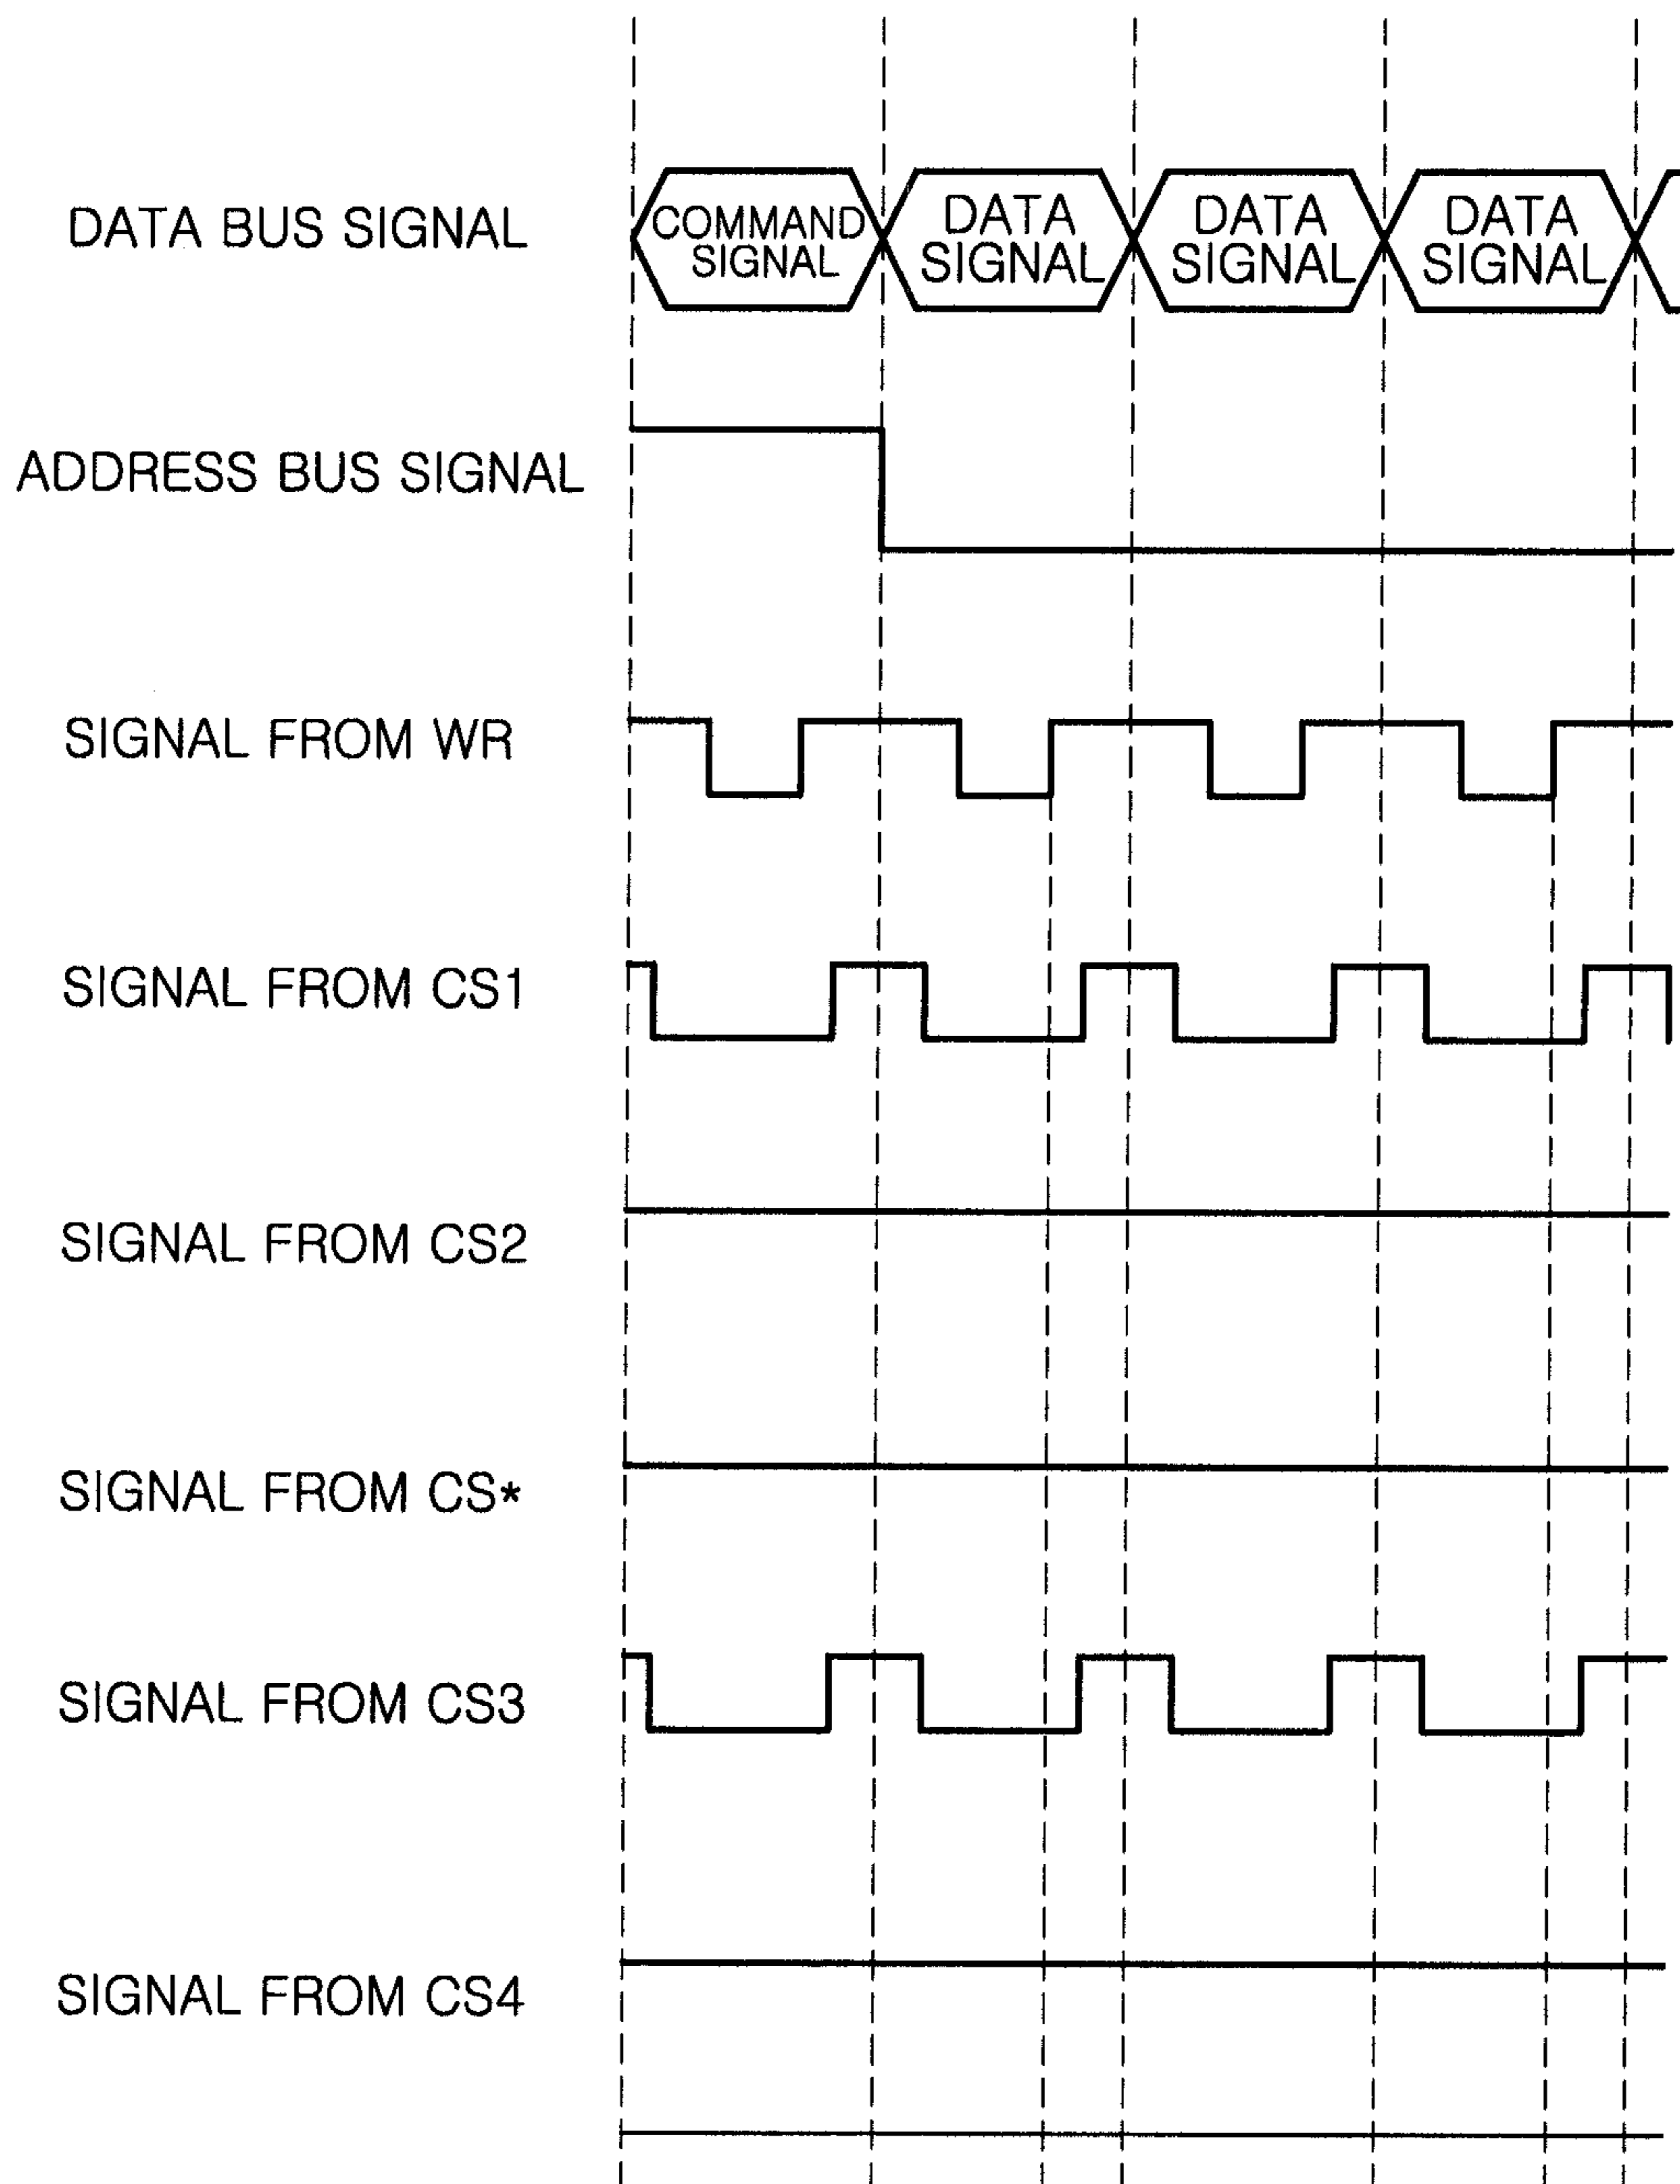 DATA BUS SIGNAL
COMMAND
SIGNAL
DATA
SIGNAL
DATA
SIGNAL
DATA
SIGNAL
ADDRESS BUS SIGNAL
SIGNAL FROM WR
SIGNAL FROM CS1
SIGNAL FROM CS2
SIGNAL FROM CS*
SIGNAL FROM CS3
SIGNAL FROM CS4